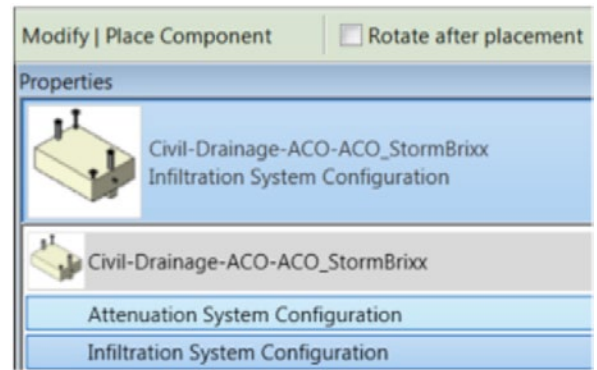 Modify | Place Component Rotate after placement
Properties
Civil-Drainage-ACO-ACO_StormBrixx
Infiltration System Configuration
Civil-Drainage-ACO-ACO_StormBrixx
Attenuation System Configuration
Infiltration System Configuration